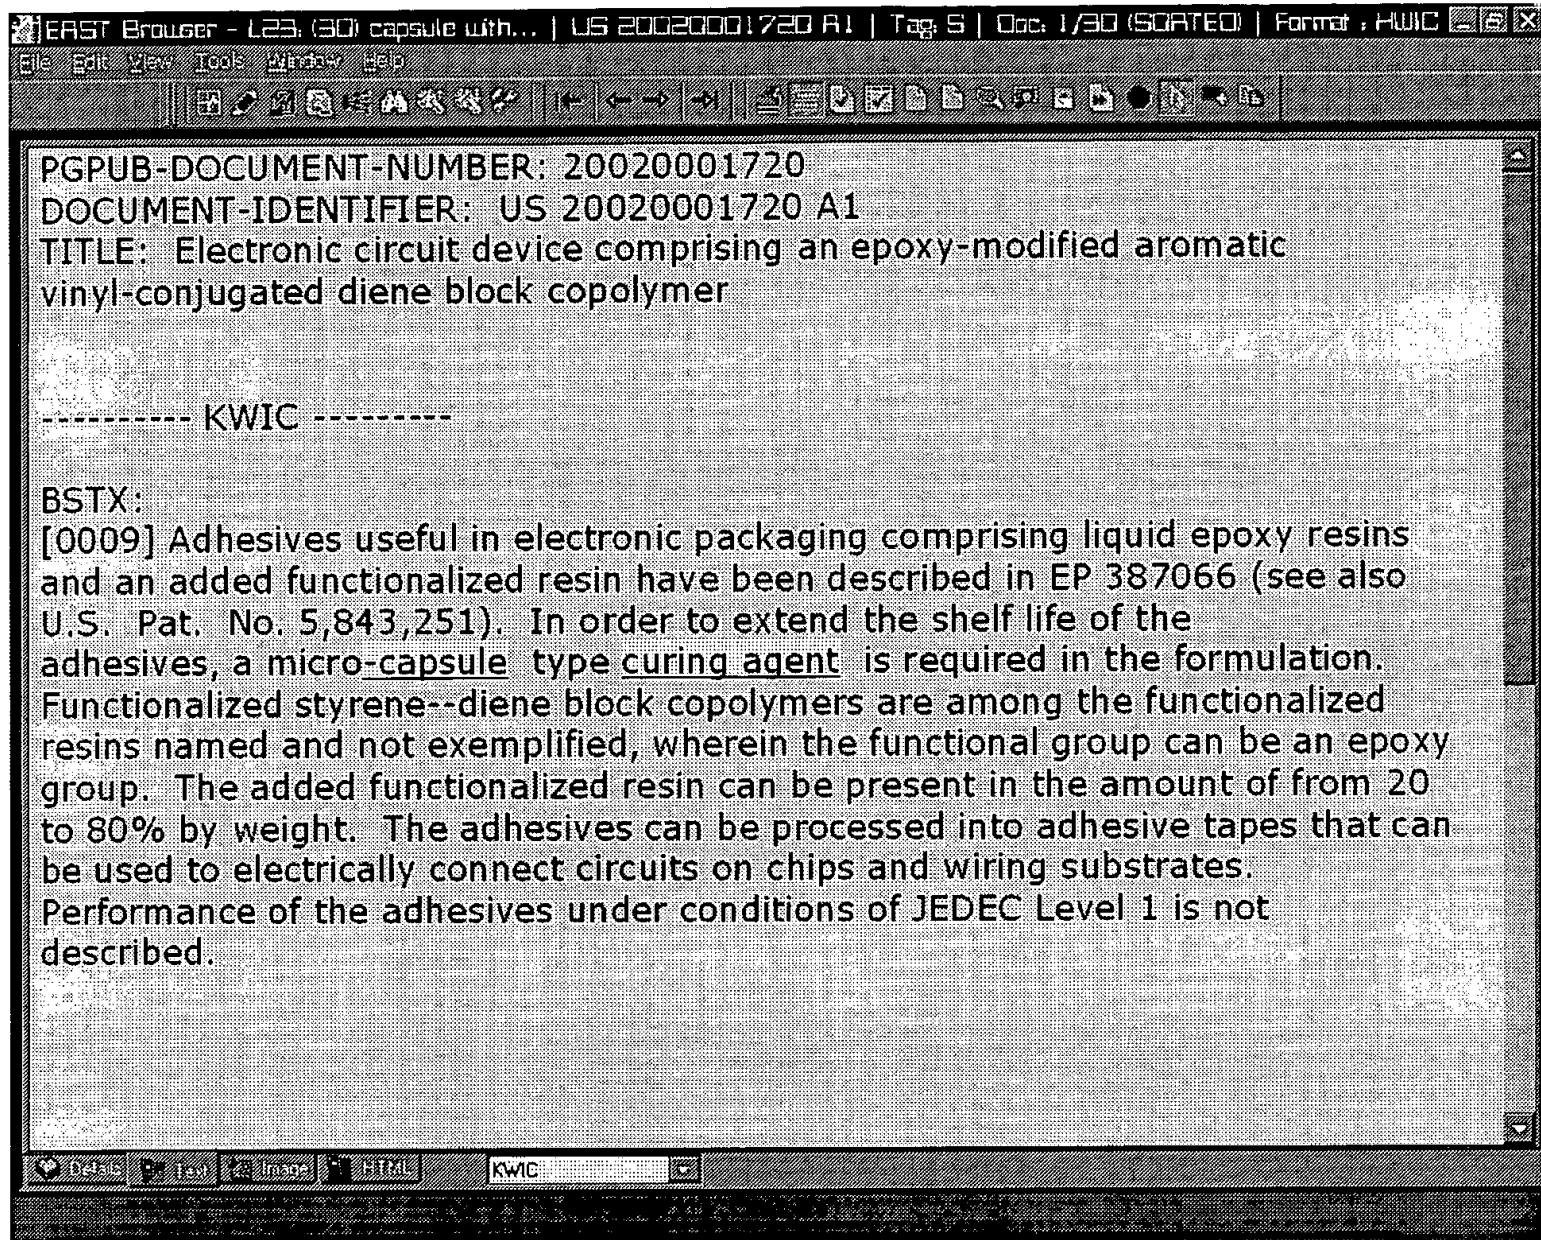 EAST Browser - L23: (30) capsule with... | US 20020001720 A1 | Tag: S | Doc: 1/30 (SORTED) | Format : KWIC
File Edit View Tools Window Help
PGPUB-DOCUMENT-NUMBER: 20020001720
DOCUMENT-IDENTIFIER: US 20020001720 A1
TITLE: Electronic circuit device comprising an epoxy-modified aromatic
vinyl-conjugated diene block copolymer
---------- KWIC ---------
BSTX:
[0009] Adhesives useful in electronic packaging comprising liquid epoxy resins
and an added functionalized resin have been described in EP 387066 (see also
U.S. Pat. No. 5,843,251). In order to extend the shelf life of the
adhesives, a micro-capsule type curing agent is required in the formulation.
Functionalized styrene--diene block copolymers are among the functionalized
resins named and not exemplified, wherein the functional group can be an epoxy
group. The added functionalized resin can be present in the amount of from 20
to 80% by weight. The adhesives can be processed into adhesive tapes that can
be used to electrically connect circuits on chips and wiring substrates.
Performance of the adhesives under conditions of JEDEC Level 1 is not
described.
Details Text Image HTML KWIC